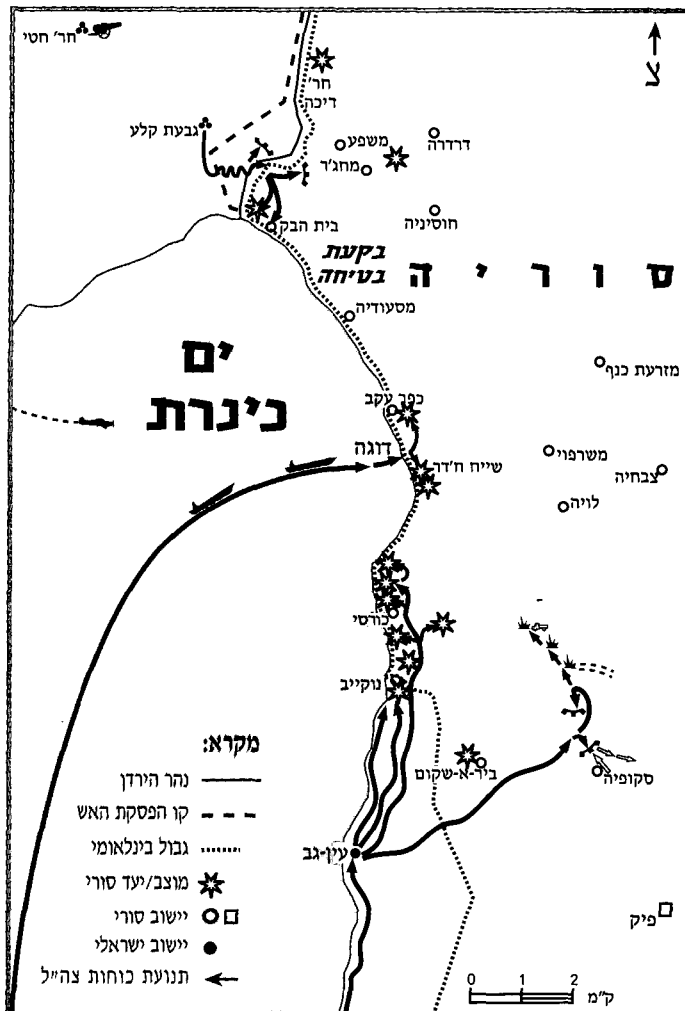 חר' חטי
צ
חר'
דיכה
גבעת קלע
משפע
דרדרה
מחג'ד
חוסיניה
בית הבק
בקעת
בטיחה
סוריה
מסעודיה
ים
כינרת
מזרעת כנף
כפר עקב
דוגה
שייח ח'דר
משרפוי
צבחיה
לויה
כורסי
נוקייב
ביר-א-שקום
סקופיה
עין-גב
פיק
מקרא:
נהר הירדן
קו הפסקת האש
גבול בינלאומי
מוצב/יעד סורי
יישוב סורי
יישוב ישראלי
תנועת כוחות צה"ל
0 1 2
ק"מ